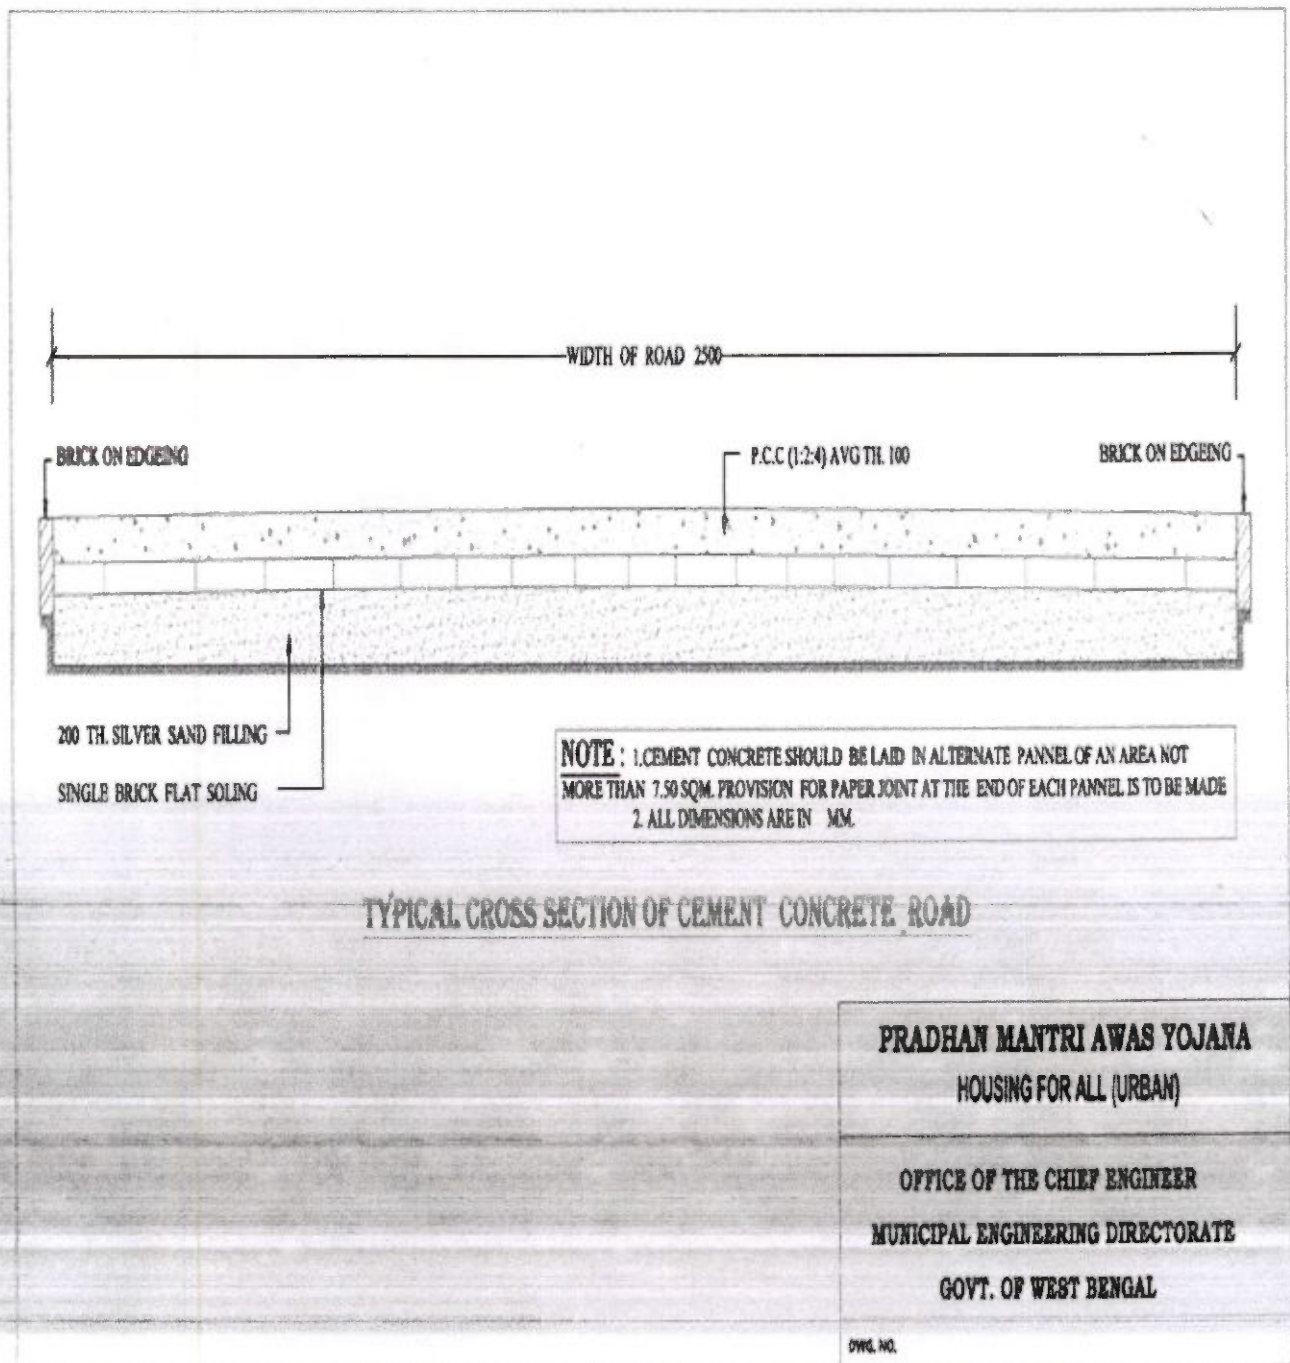 WIDTH OF ROAD 2500
BRICK ON EDGEING
P.C.C (1:2:4) AVG TH. 100
BRICK ON EDGEING
200 TH. SILVER SAND FILLING
SINGLE BRICK FLAT SOLING
NOTE : 1.CEMENT CONCRETE SHOULD BE LAID IN ALTERNATE PANNEL OF AN AREA NOT
MORE THAN 7.50 SQM. PROVISION FOR PAPER JOINT AT THE END OF EACH PANNEL IS TO BE MADE
2. ALL DIMENSIONS ARE IN MM.
TYPICAL CROSS SECTION OF CEMENT CONCRETE ROAD
PRADHAN MANTRI AWAS YOJANA
HOUSING FOR ALL (URBAN)
OFFICE OF THE CHIEF ENGINEER
MUNICIPAL ENGINEERING DIRECTORATE
GOVT. OF WEST BENGAL
DWG. NO.